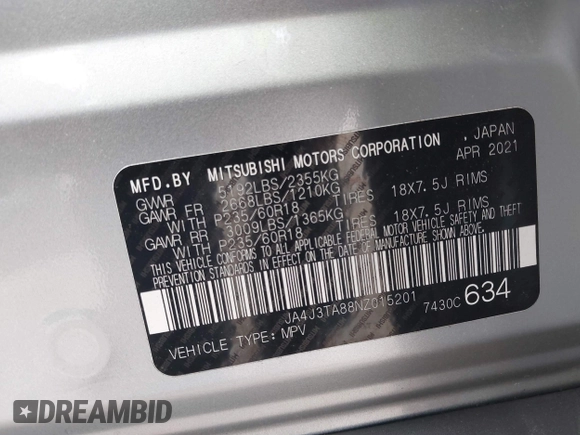 MFD.BY MITSUBISHI MOTORS CORPORATION , JAPAN
GVWR 5192LBS/2355KG APR 2021
GAWR FR 2668LBS/1210KG
WITH P235/60R18 TIRES 18X7.5J RIMS
GAWR RR 3009LBS/1365KG
WITH P235/60R18 TIRES 18X7.5J RIMS
THIS VEHICLE CONFORMS TO ALL APPLICABLE FEDERAL MOTOR VEHICLE SAFETY AND THEFT
PREVENTION STANDARDS IN EFFECT ON THE DATE OF MANUFACTURE SHOWN ABOVE.
JA4J3TA88NZ015201 7430C 634
VEHICLE TYPE: MPV
DREAMBID